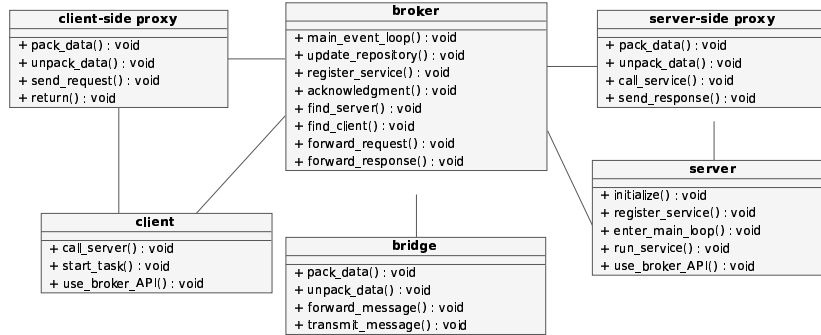 client-side proxy
+ pack_data() : void
+ unpack_data() : void
+ send_request() : void
+ return() : void
broker
+ main_event_loop() : void
+ update_repository() : void
+ register_service() : void
+ acknowledgment() : void
+ find_server() : void
+ find_client() : void
+ forward_request() : void
+ forward_response() : void
server-side proxy
+ pack_data() : void
+ unpack_data() : void
+ call_service() : void
+ send_response() : void
client
+ call_server() : void
+ start_task() : void
+ use_broker_API() : void
bridge
+ pack_data() : void
+ unpack_data() : void
+ forward_message() : void
+ transmit_message() : void
server
+ initialize() : void
+ register_service() : void
+ enter_main_loop() : void
+ run_service() : void
+ use_broker_API() : void